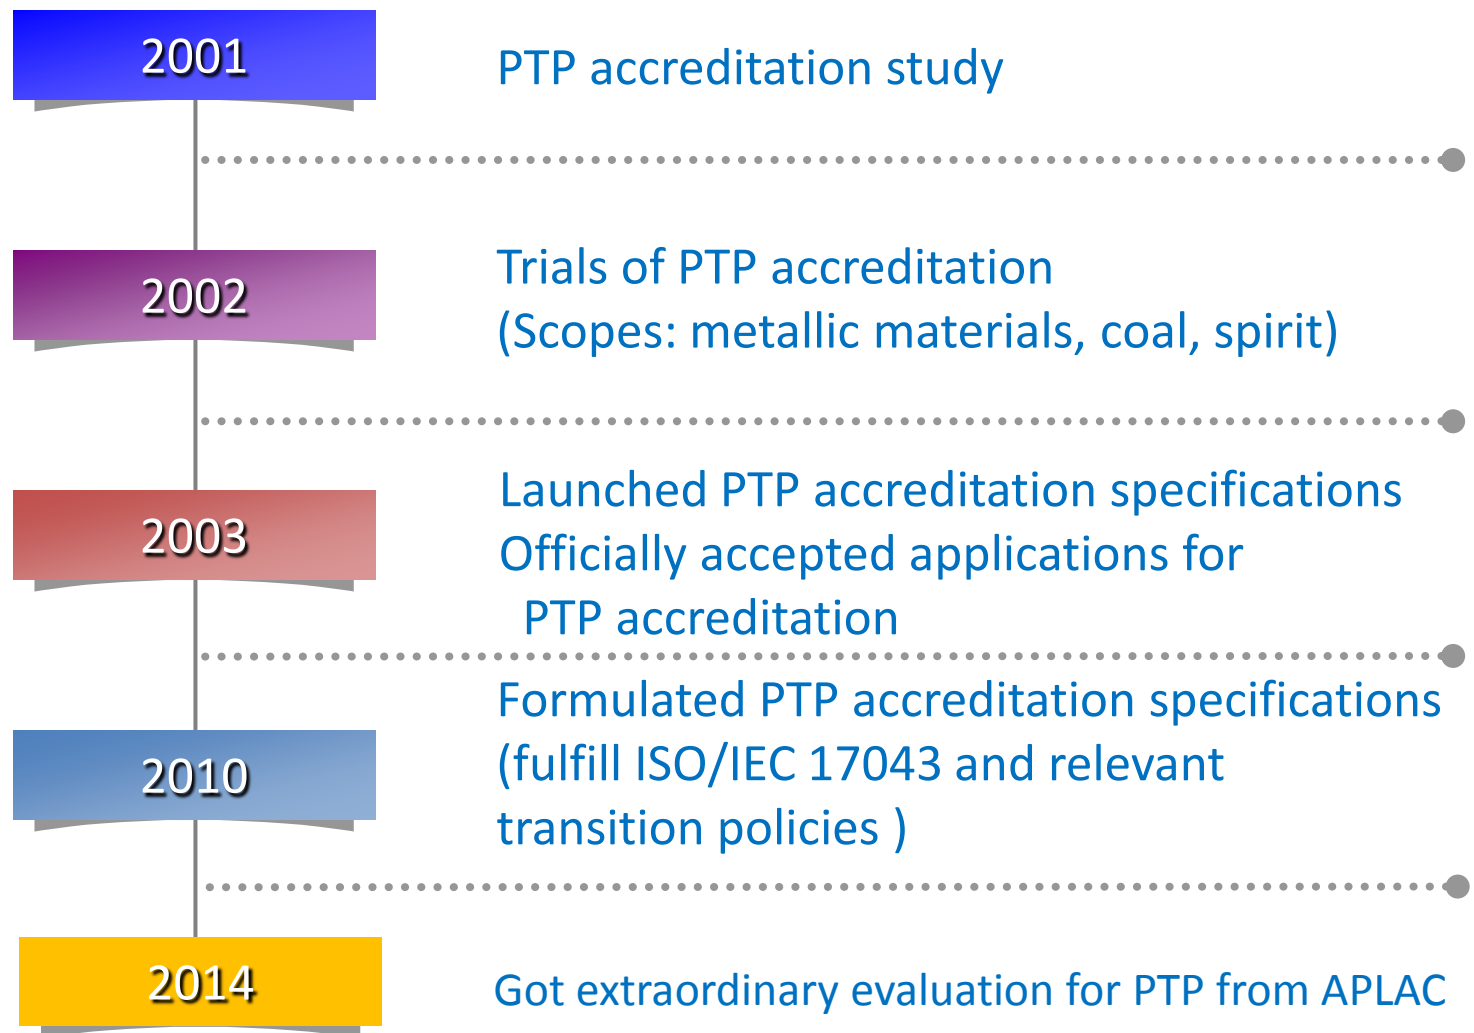 2001
PTP accreditation study
2002
Trials of PTP accreditation
(Scopes: metallic materials, coal, spirit)
2003
Launched PTP accreditation specifications
Officially accepted applications for
PTP accreditation
2010
Formulated PTP accreditation specifications
(fulfill ISO/IEC 17043 and relevant
transition policies )
2014
Got extraordinary evaluation for PTP from APLAC